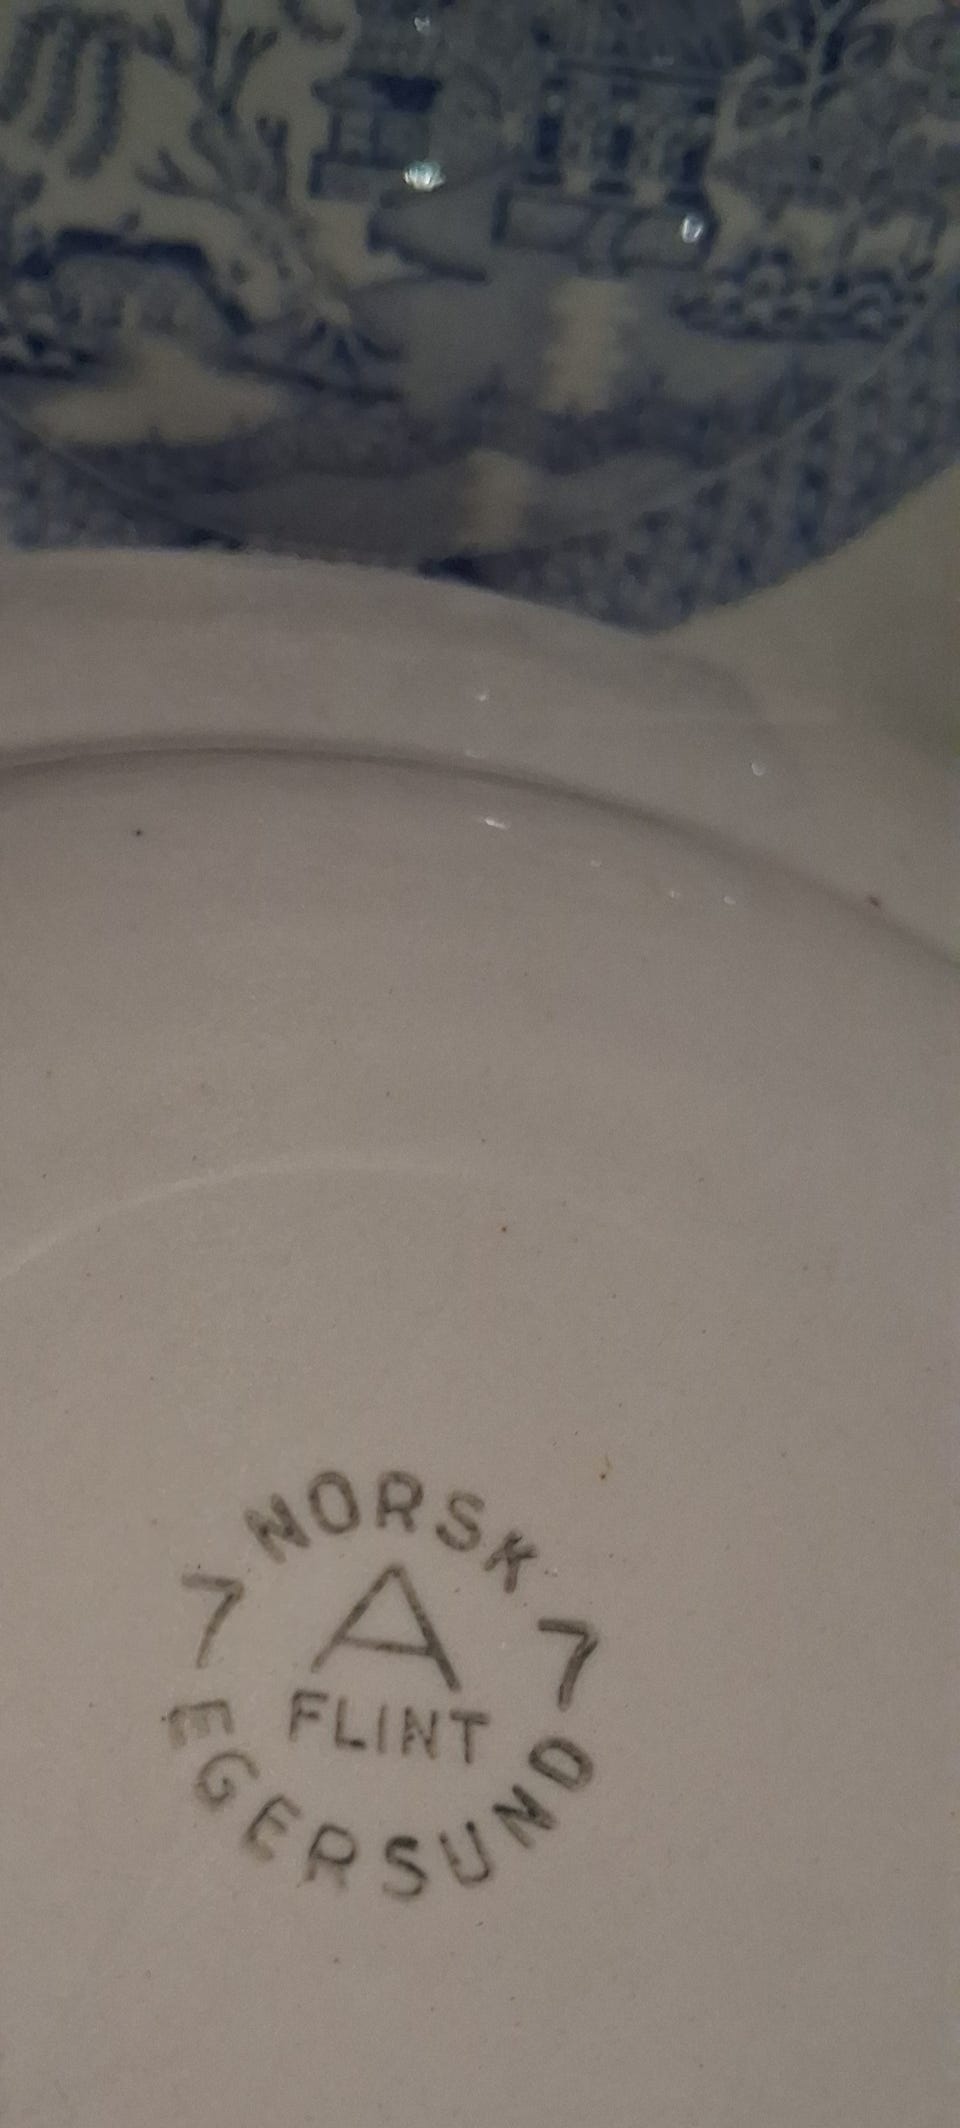 NORSK
7 A 7
FLINT
EGERSUND